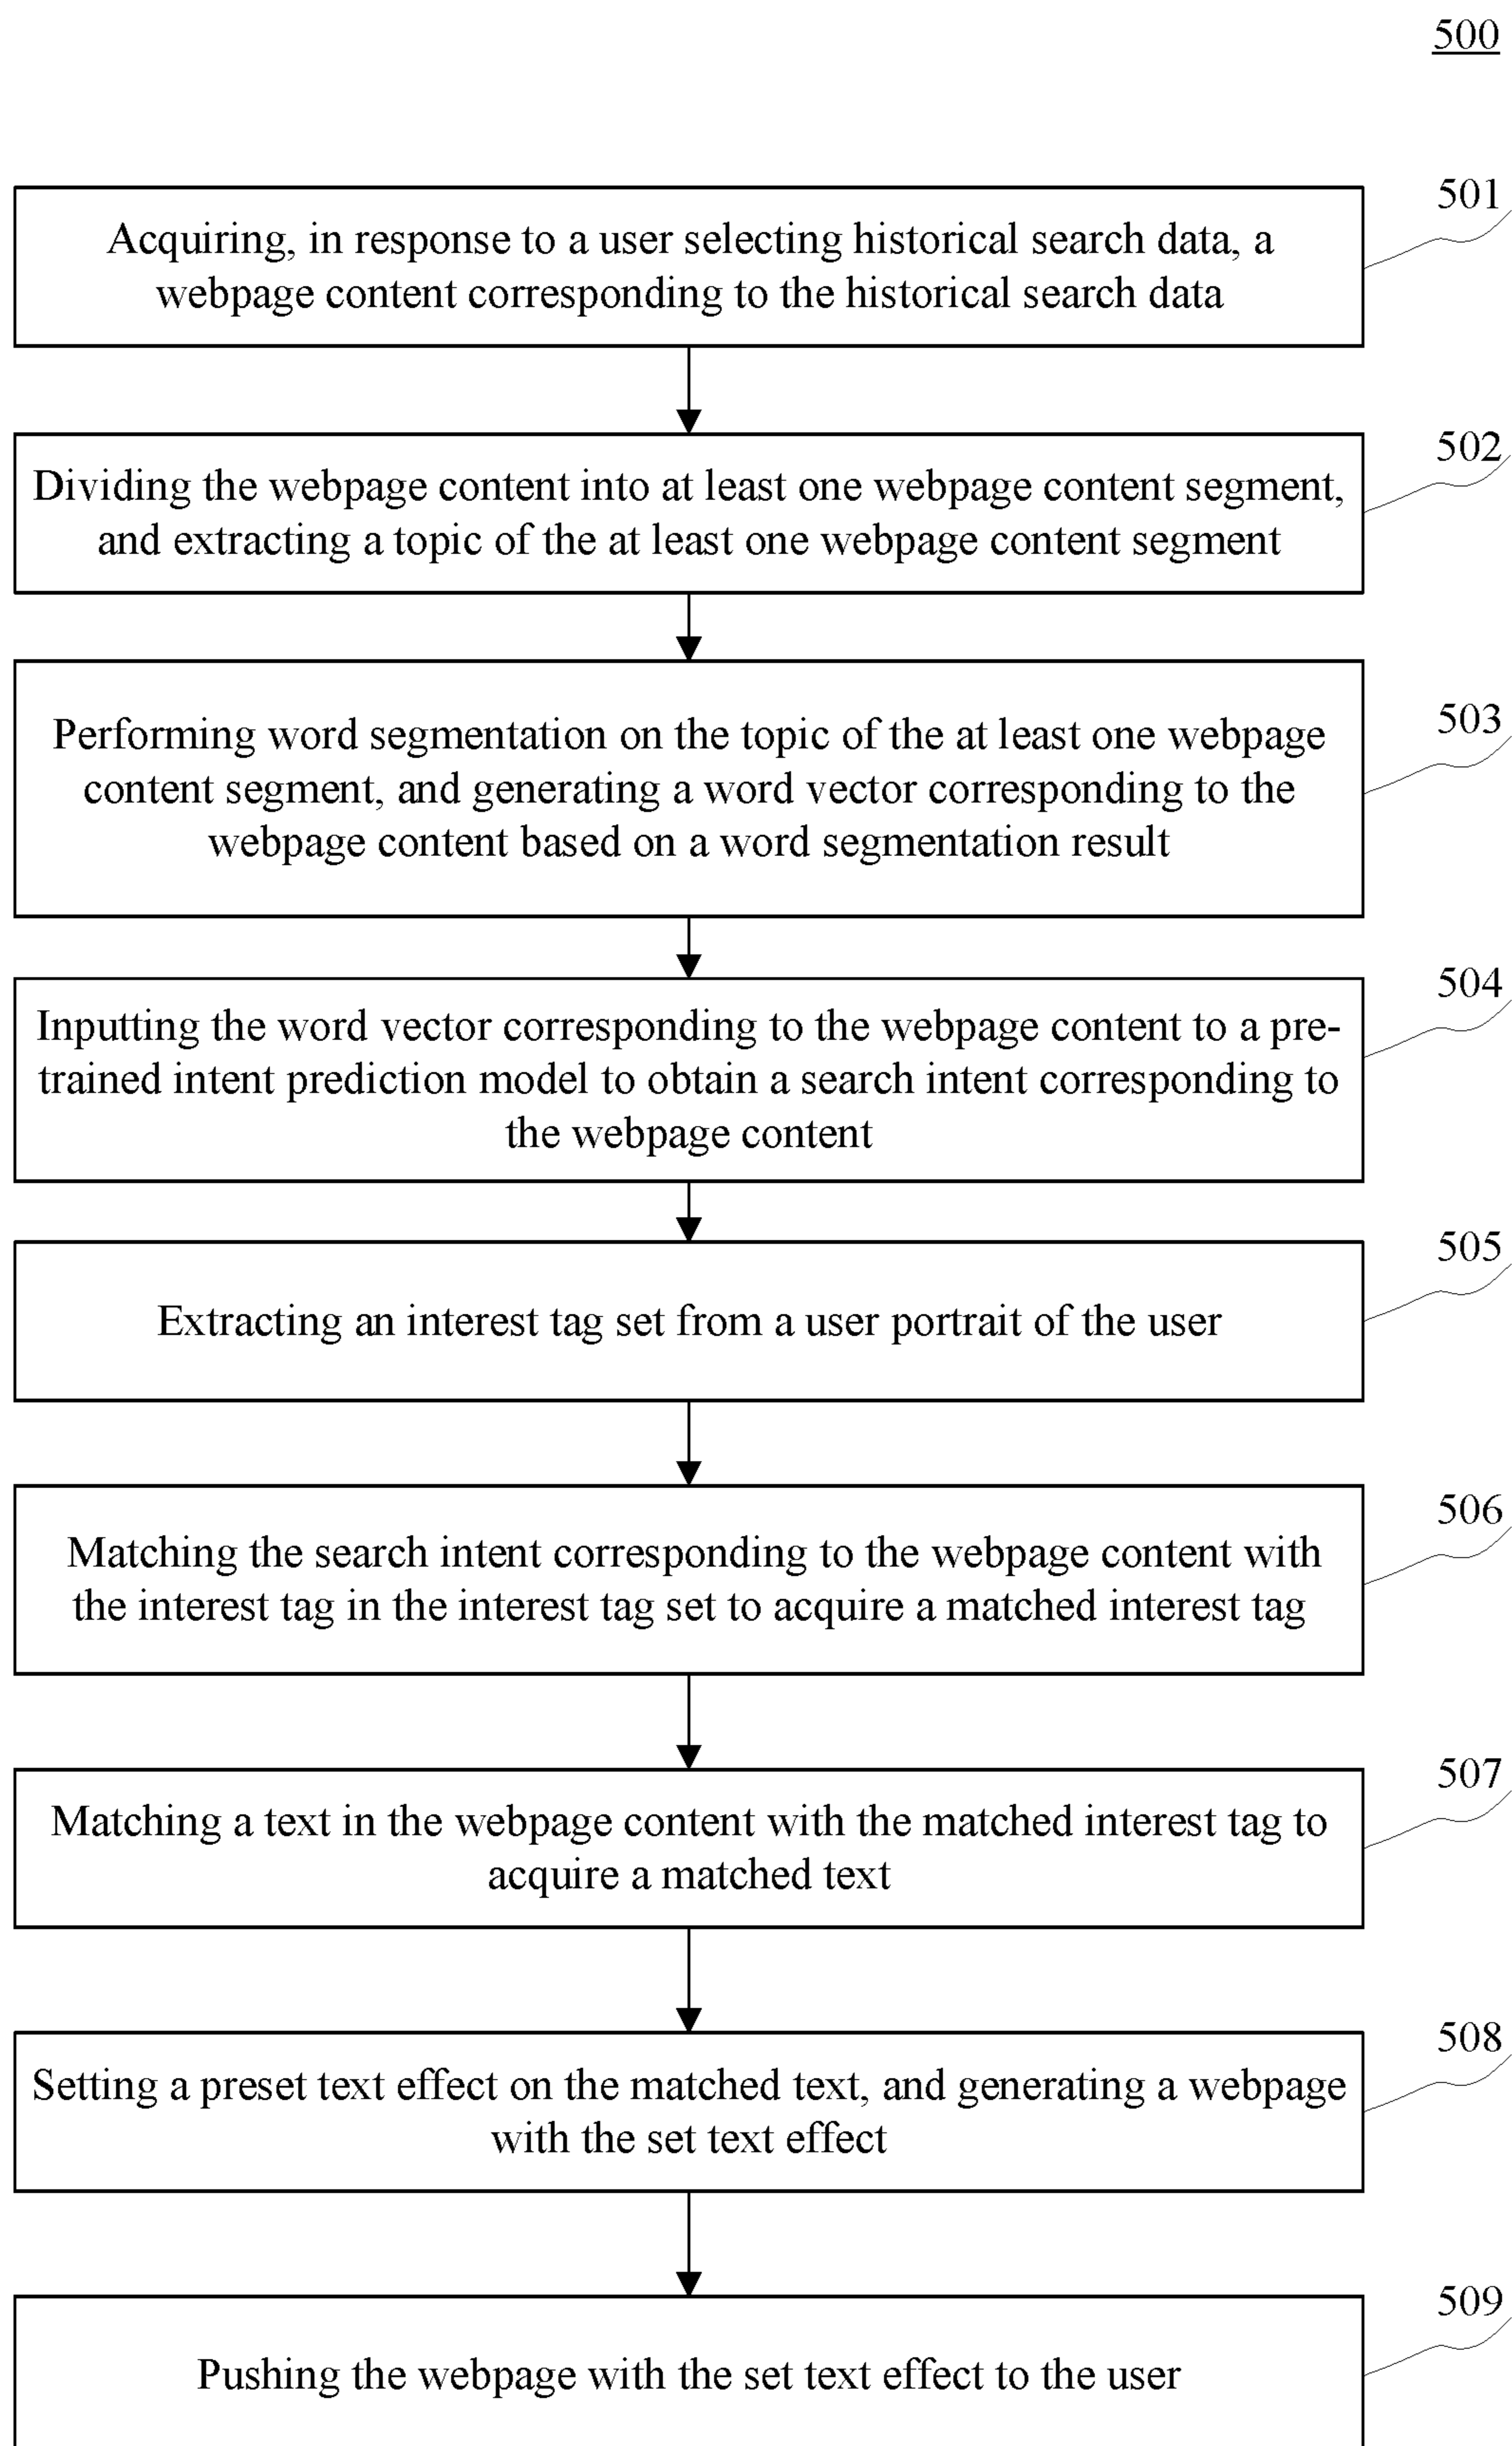 500
501
Acquiring, in response to a user selecting historical search data, a
webpage content corresponding to the historical search data
502
Dividing the webpage content into at least one webpage content segment,
and extracting a topic of the at least one webpage content segment
503
Performing word segmentation on the topic of the at least one webpage
content segment, and generating a word vector corresponding to the
webpage content based on a word segmentation result
504
Inputting the word vector corresponding to the webpage content to a pre-
trained intent prediction model to obtain a search intent corresponding to
the webpage content
505
Extracting an interest tag set from a user portrait of the user
506
Matching the search intent corresponding to the webpage content with
the interest tag in the interest tag set to acquire a matched interest tag
507
Matching a text in the webpage content with the matched interest tag to
acquire a matched text
508
Setting a preset text effect on the matched text, and generating a webpage
with the set text effect
509
Pushing the webpage with the set text effect to the user